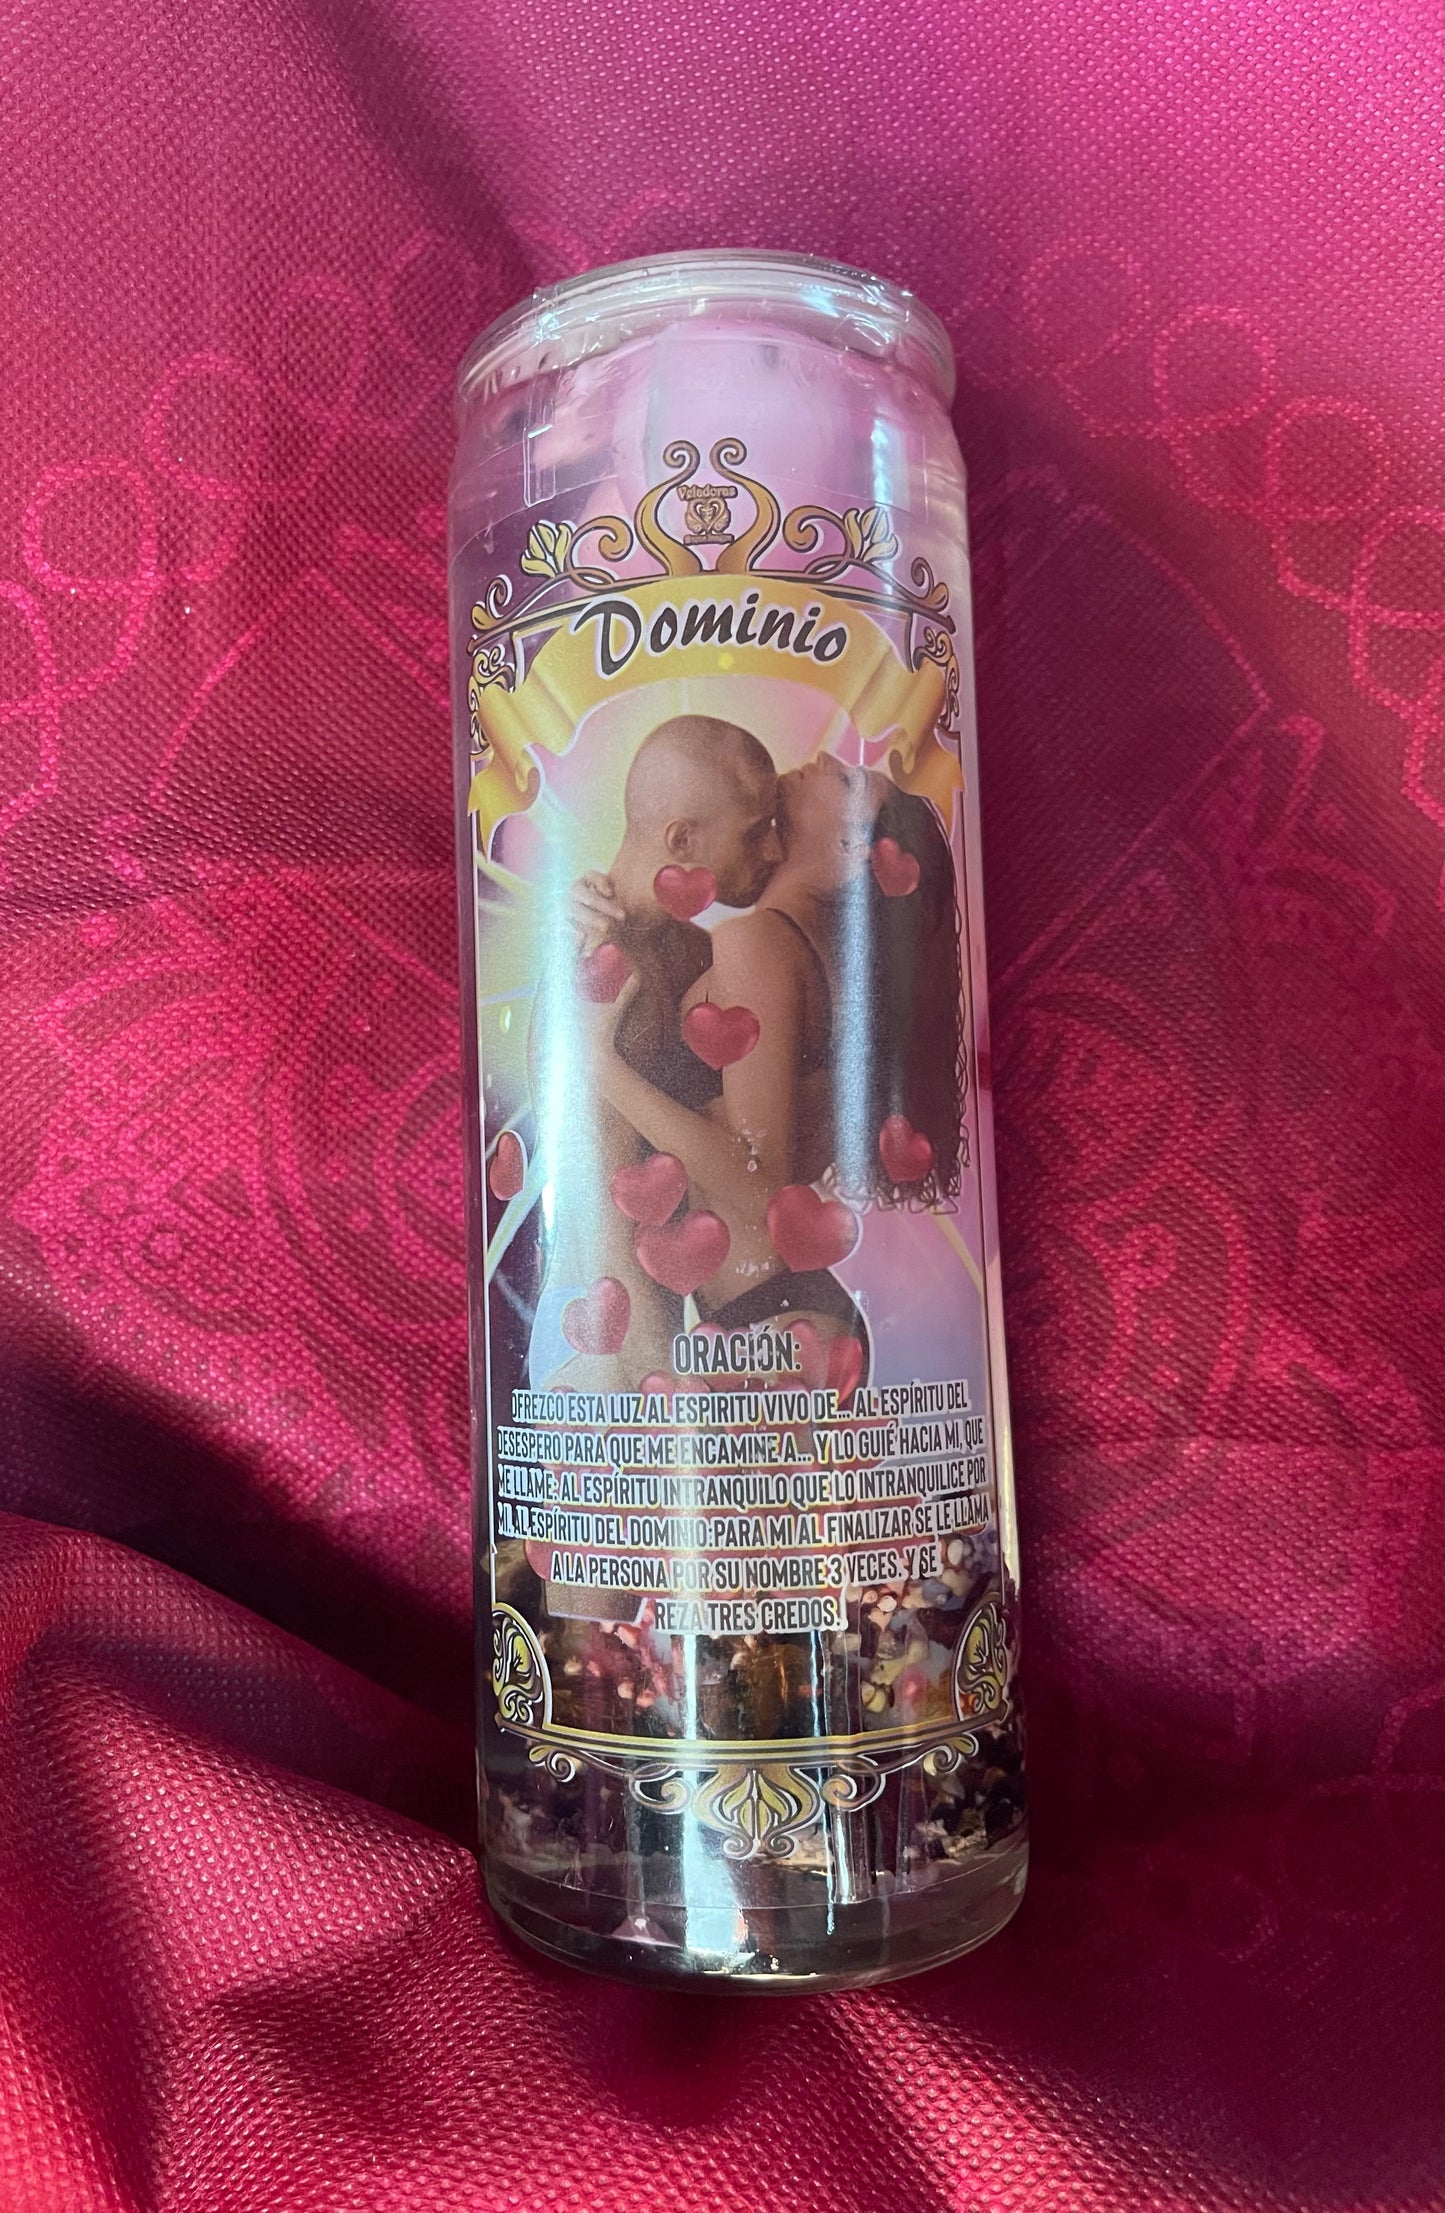 Veladoras
Dominio
ORACIÓN:
OFREZCO ESTA LUZ AL ESPIRITU VIVO DE... AL ESPÍRITU DEL
DESESPERO PARA QUE ME ENCAMINE A... Y LO GUIÉ HACIA MI, QUE
ME LLAME: AL ESPÍRITU INTRANQUILO QUE LO INTRANQUILICE POR
MI. AL ESPÍRITU DEL DOMINIO:PARA MI AL FINALIZAR SE LE LLAMA
A LA PERSONA POR SU NOMBRE 3 VECES. Y SE
REZA TRES CREDOS.